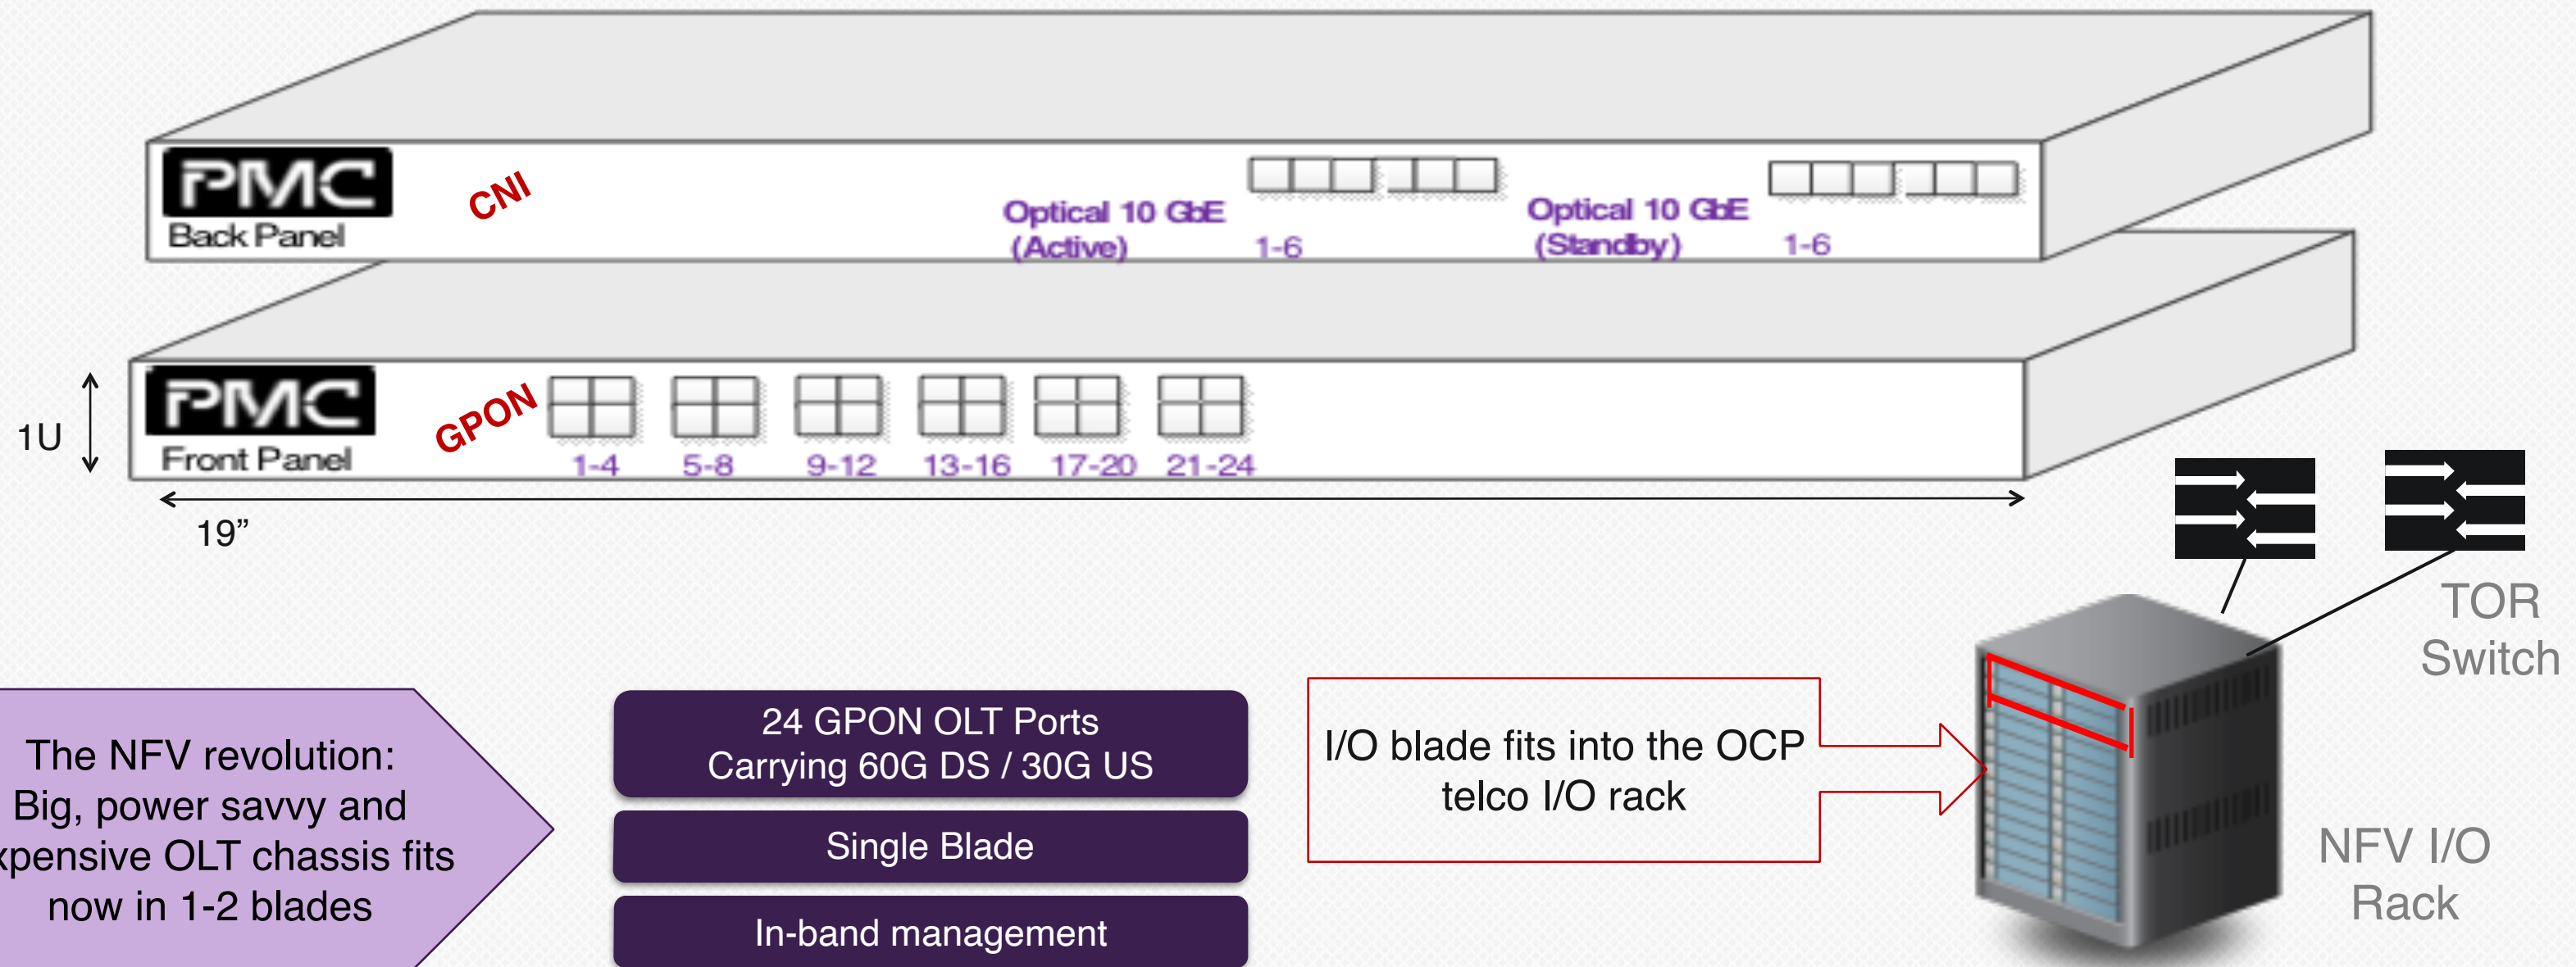 PMC
Back Panel
CNI
Optical 10 GbE
(Active)
1-6
Optical 10 GbE
(Standby)
1-6
PMC
Front Panel
GPON
1-4
5-8
9-12
13-16
17-20
21-24
1U
19”
TOR
Switch
The NFV revolution:
Big, power savvy and
xpensive OLT chassis fits
now in 1-2 blades
24 GPON OLT Ports
Carrying 60G DS / 30G US
Single Blade
In-band management
I/O blade fits into the OCP
telco I/O rack
NFV I/O
Rack